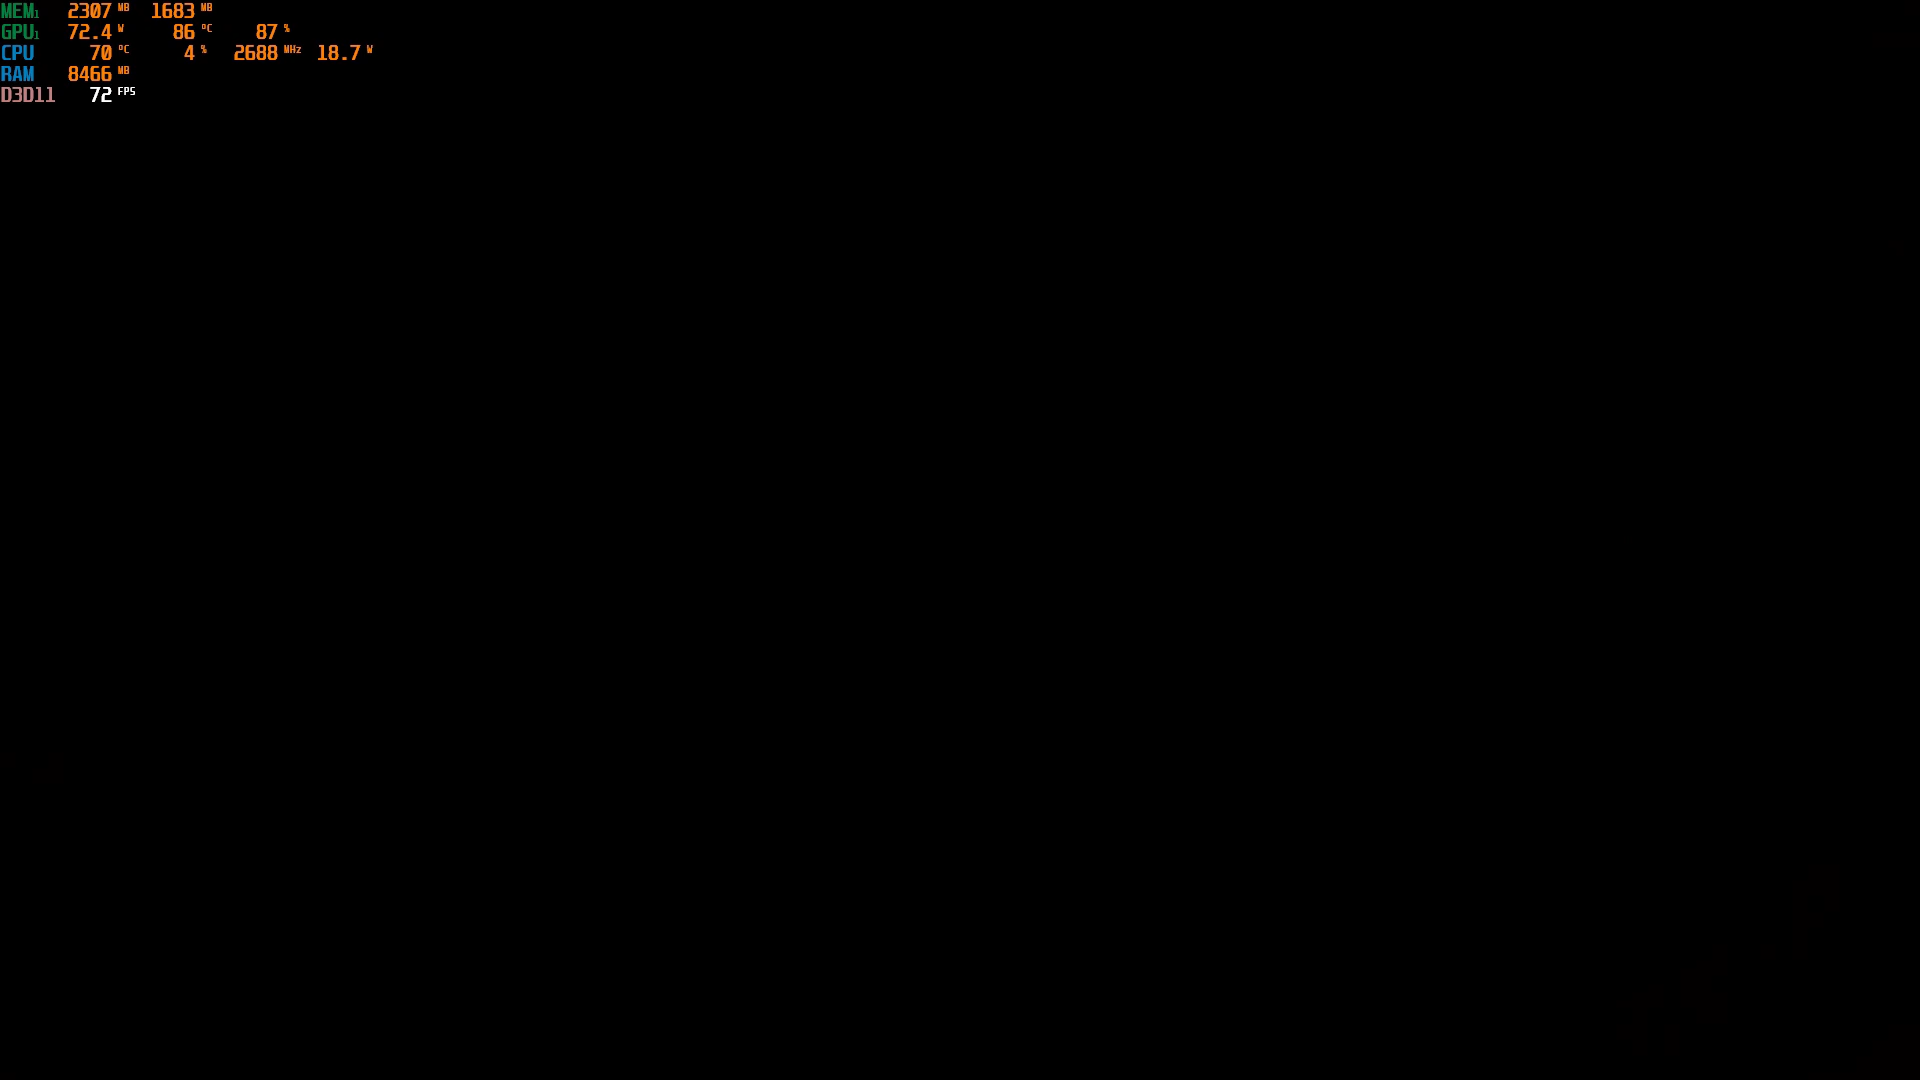 MEM1 2307 MB 1683 MB
GPU1 72.4 W 86 °C 87 %
CPU 70 °C 4 % 2688 MHz 18.7 W
RAM 8466 MB
D3D11 72 FPS